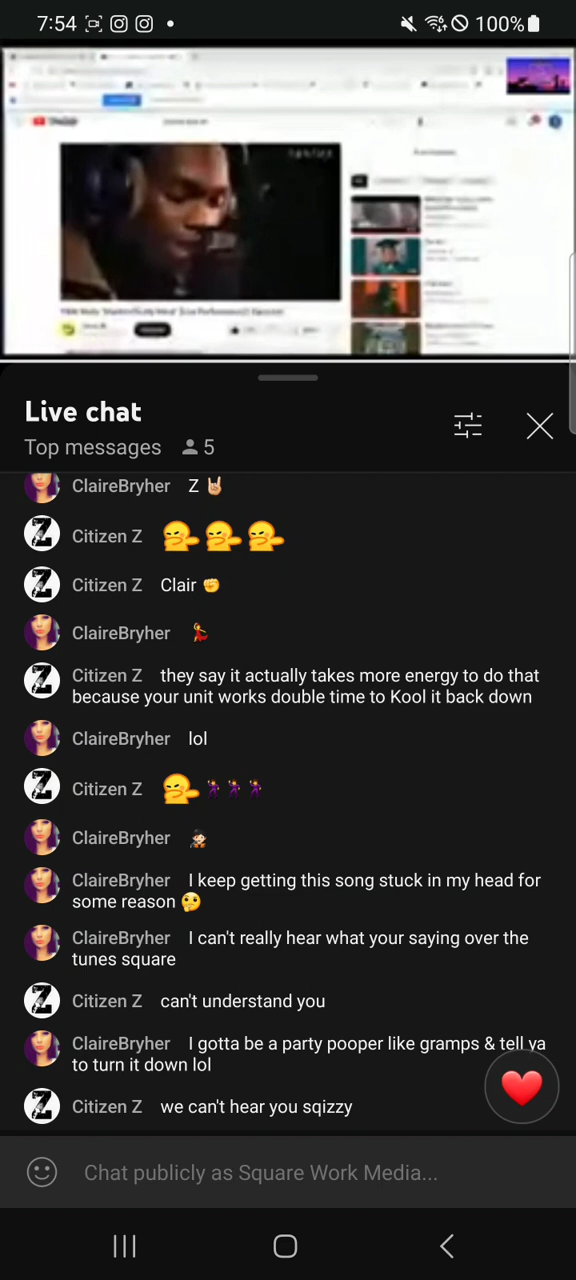 7:54
100%
Live chat
Top messages 5
ClaireBryher Z 🤘🏼
Citizen Z
Citizen Z Clair ✊
ClaireBryher 💃
Citizen Z they say it actually takes more energy to do that
because your unit works double time to Kool it back down
ClaireBryher lol
Citizen Z
ClaireBryher
ClaireBryher I keep getting this song stuck in my head for
some reason 🤔
ClaireBryher I can't really hear what your saying over the
tunes square
Citizen Z can't understand you
ClaireBryher I gotta be a party pooper like gramps & tell ya
to turn it down lol
Citizen Z we can't hear you sqizzy
Chat publicly as Square Work Media...